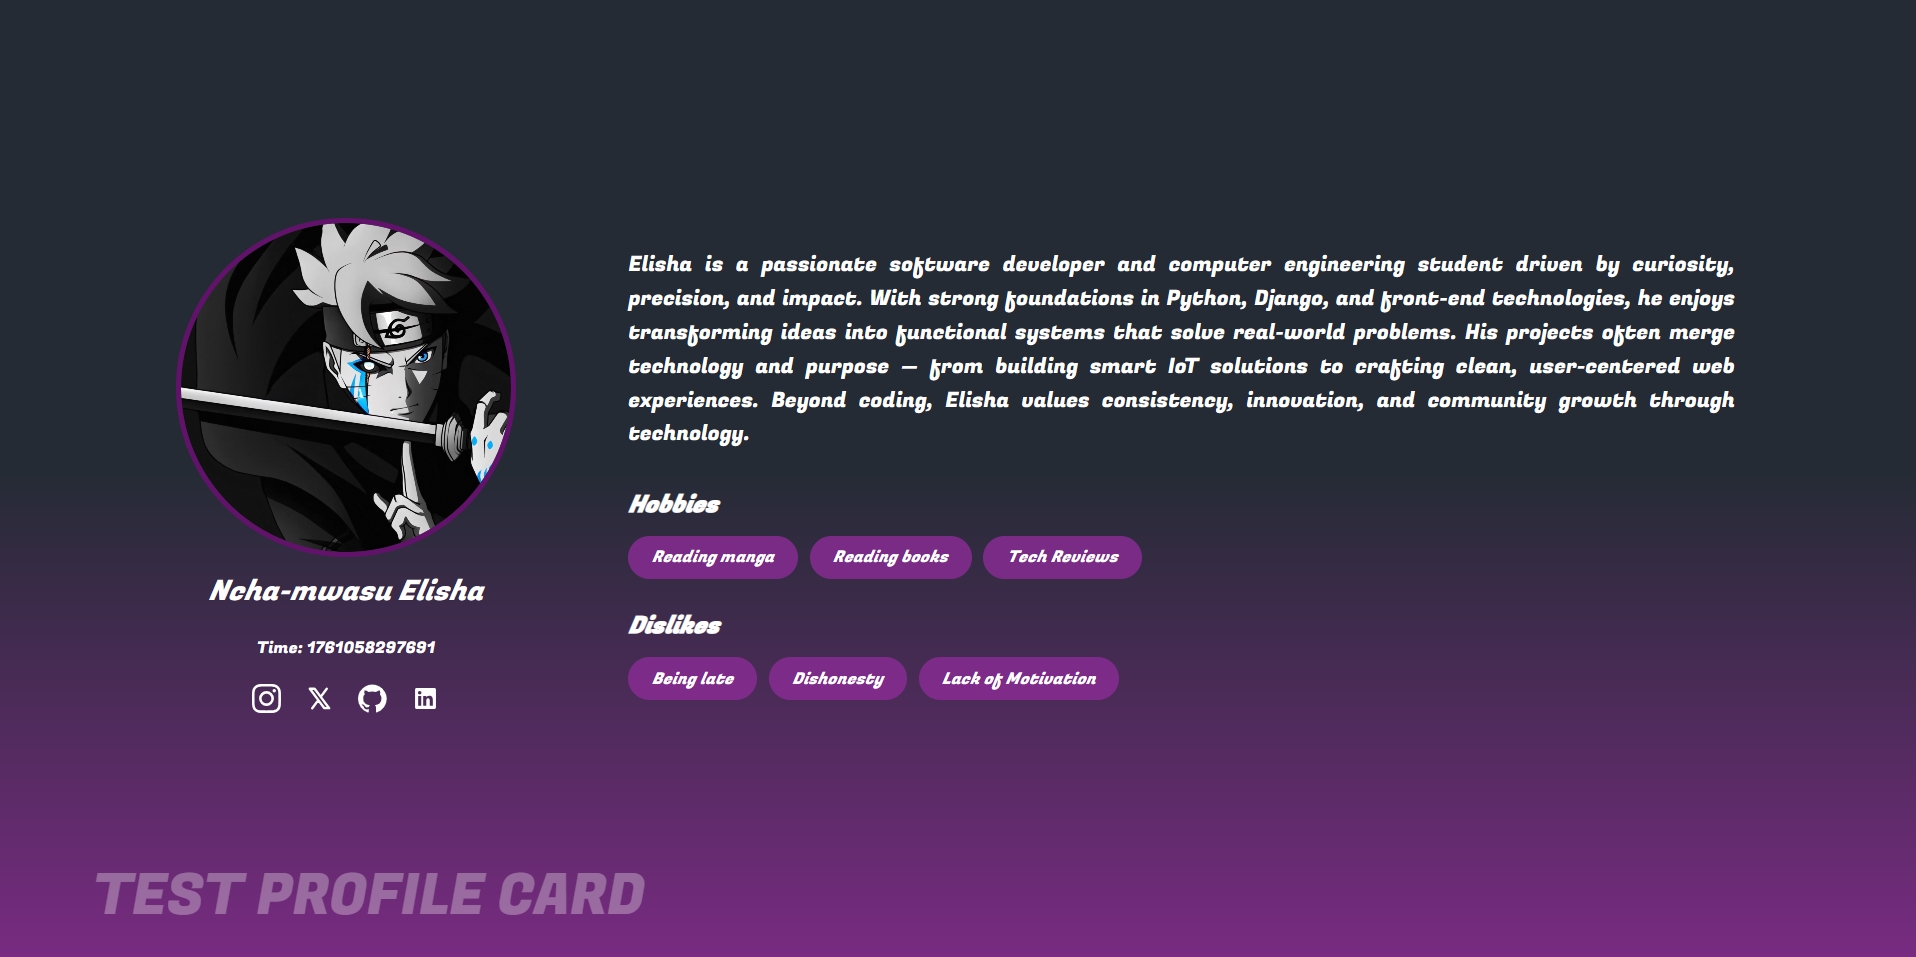 Elisha is a passionate software developer and computer engineering student driven by curiosity,
precision, and impact. With strong foundations in Python, Django, and front-end technologies, he enjoys
transforming ideas into functional systems that solve real-world problems. His projects often merge
technology and purpose — from building smart IoT solutions to crafting clean, user-centered web
experiences. Beyond coding, Elisha values consistency, innovation, and community growth through
technology.
Hobbies
Reading manga Reading books Tech Reviews
Ncha-mwasu Elisha
Dislikes
Time: 1761058297691
Being late Dishonesty Lack of Motivation
TEST PROFILE CARD